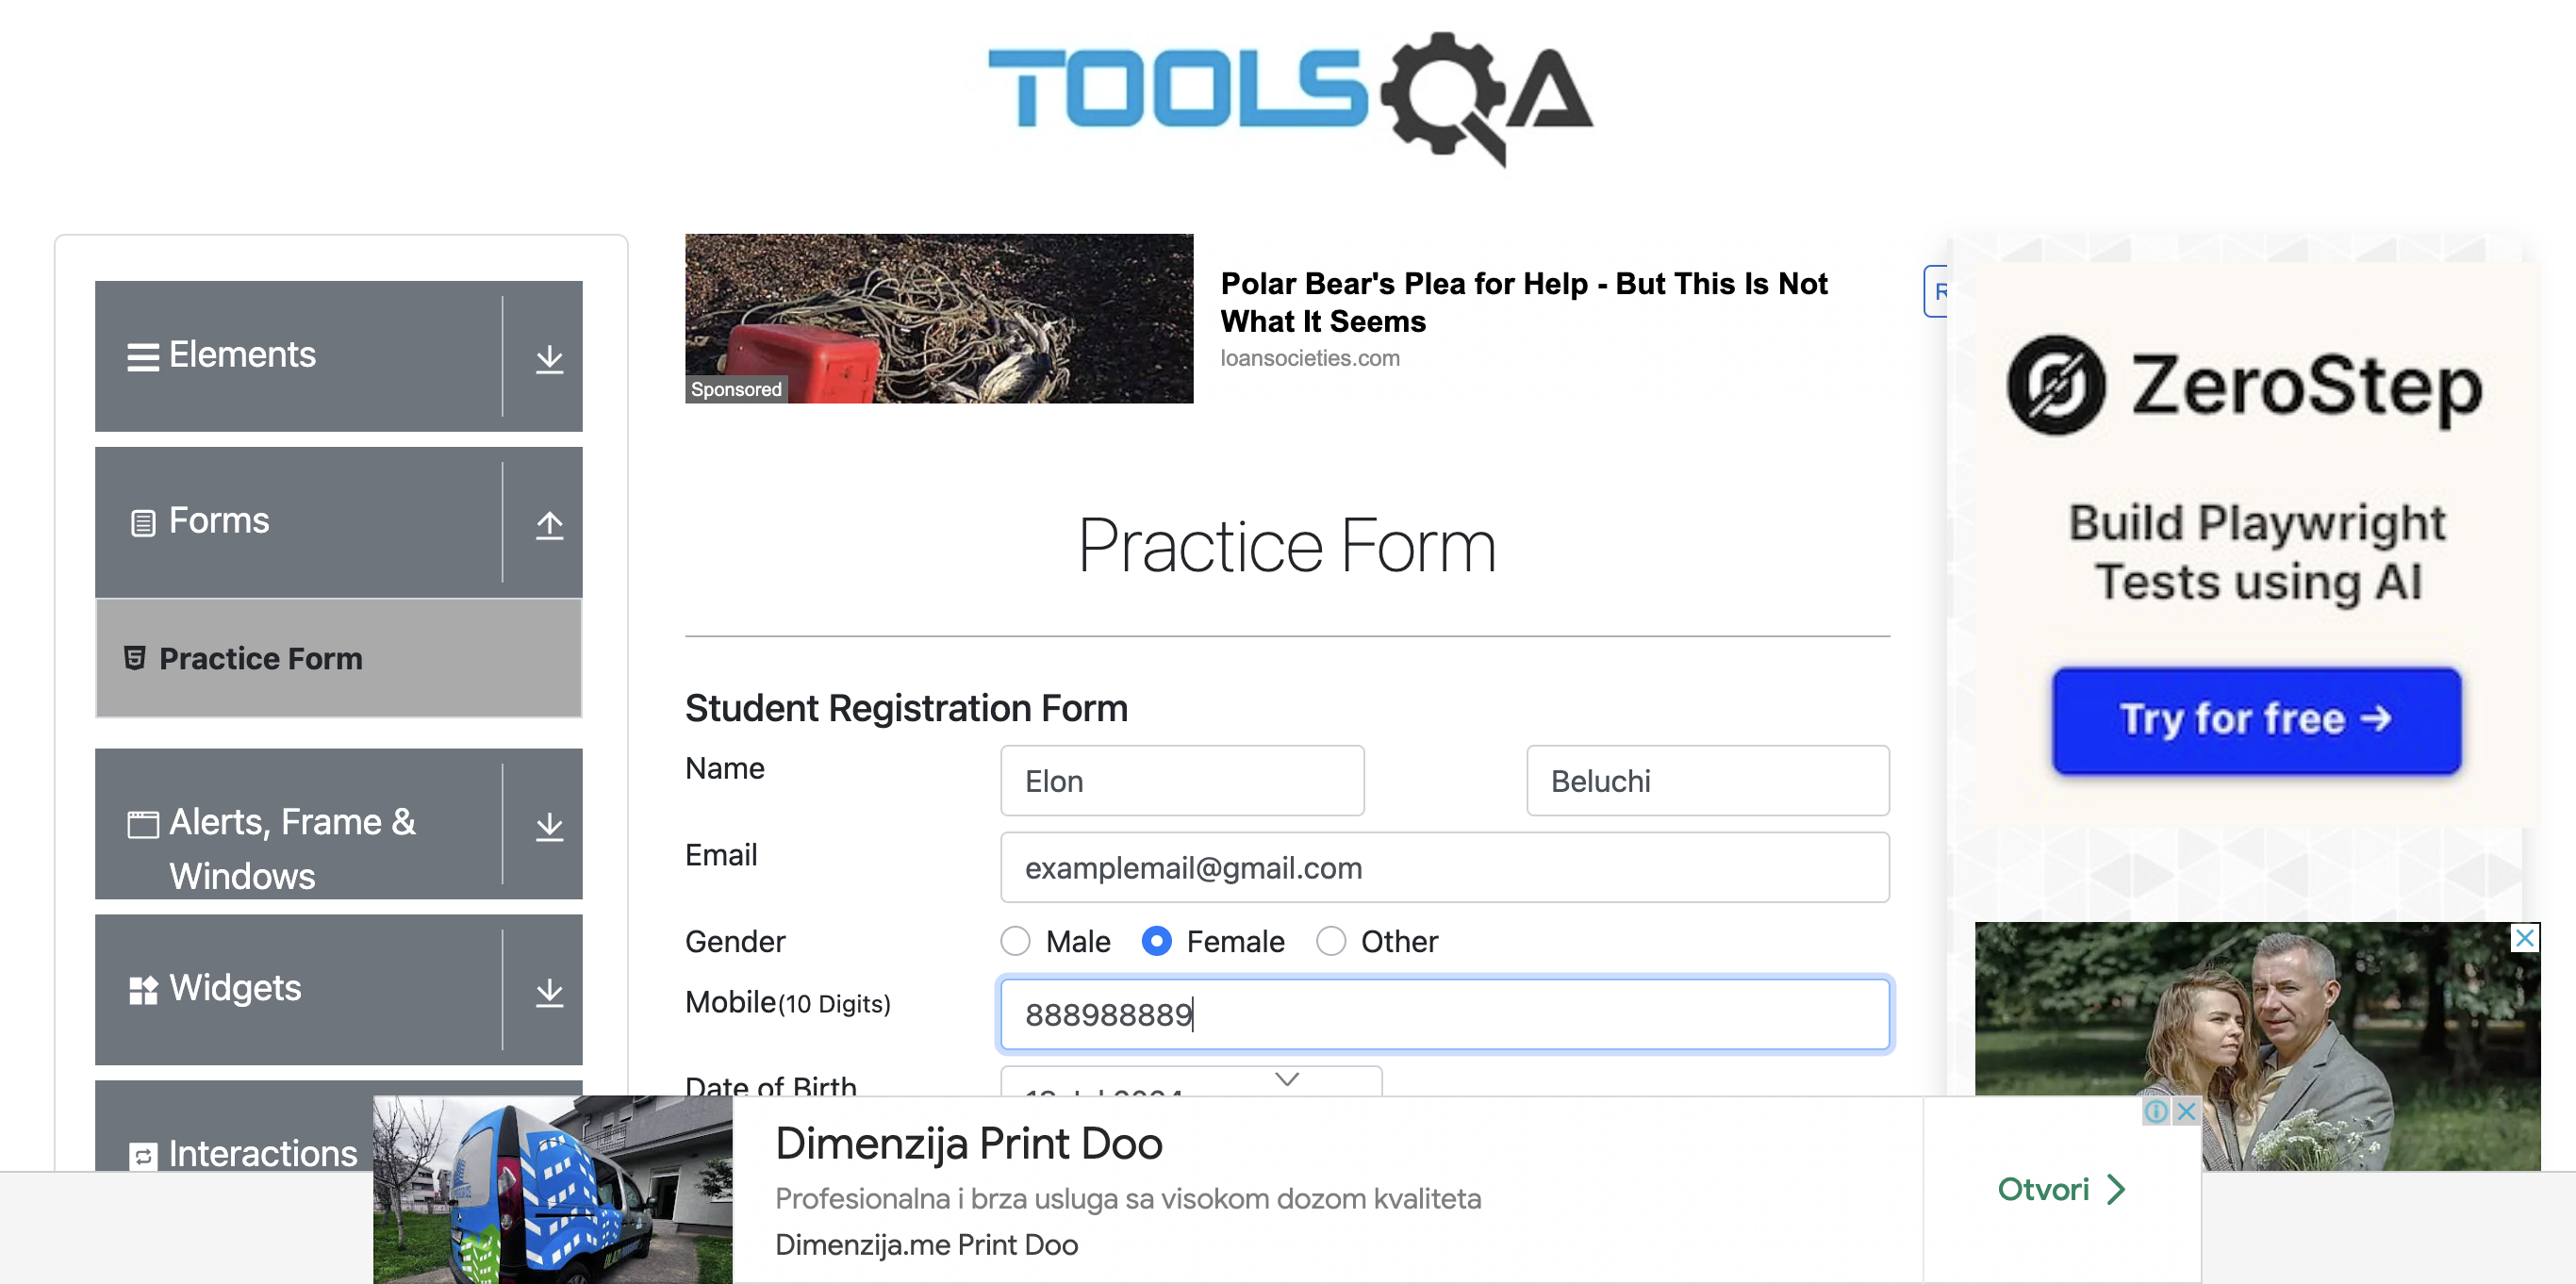 TOOLSQA
Elements
Forms
Practice Form
Alerts, Frame &
Windows
Widgets
Interactions
Sponsored
Polar Bear's Plea for Help - But This Is Not
What It Seems
loansocieties.com
R
Practice Form
Student Registration Form
Name
Elon
Beluchi
Email
examplemail@gmail.com
Gender
Male
Female
Other
Mobile(10 Digits)
888988889
Date of Birth
ZeroStep
Build Playwright
Tests using AI
Try for free →
Dimenzija Print Doo
Profesionalna i brza usluga sa visokom dozom kvaliteta
Dimenzija.me Print Doo
Otvori